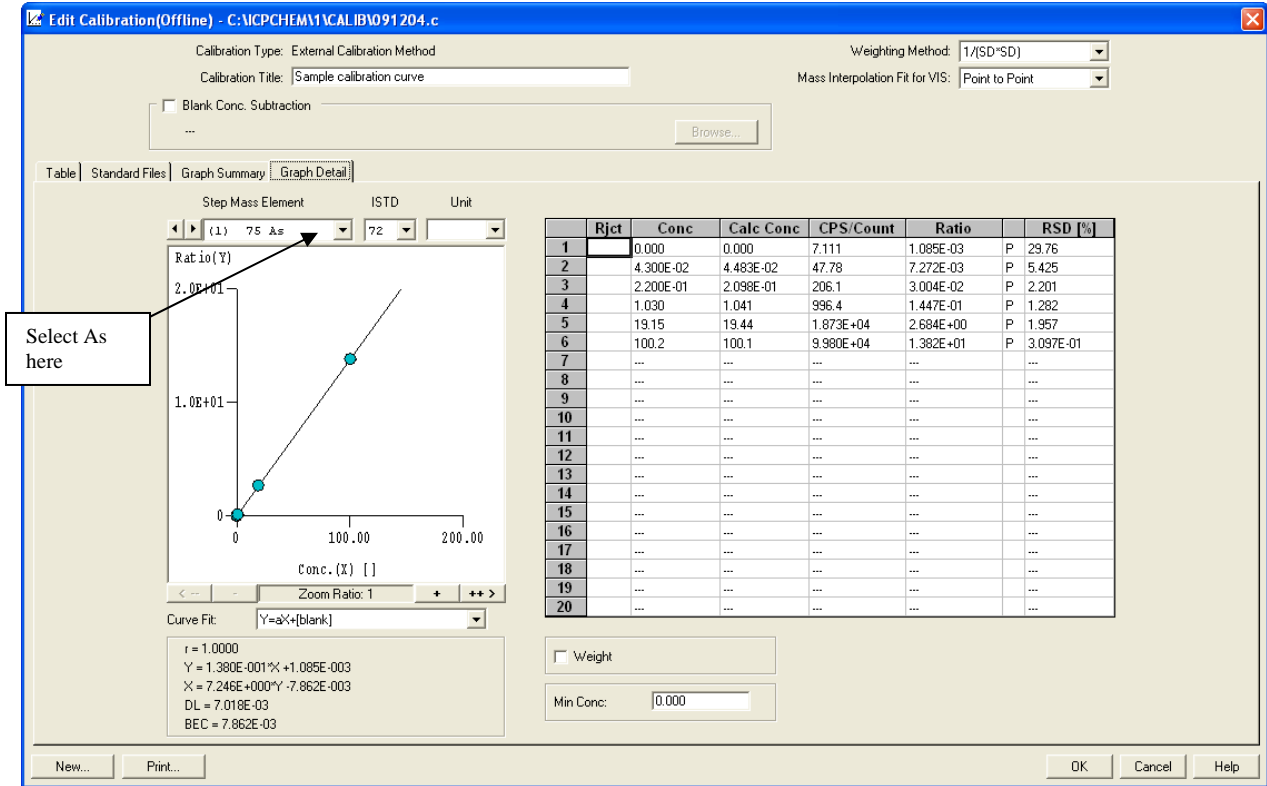 Edit Calibration(Offline) - C:\ICPCHEM\1\CALIB\091204.c
Calibration Type: External Calibration Method
Weighting Method: 1/(SD*SD)
Calibration Title: Sample calibration curve
Mass Interpolation Fit for VIS: Point to Point
Blank Conc. Subtraction
---
Browse...
Table Standard Files Graph Summary Graph Detail
Step Mass Element ISTD Unit
(1) 75 As 72
Select As
here
Ratio(Y)
2.0E+01
1.0E+01
0
0 100.00 200.00
Conc.(X) []
< -- - Zoom Ratio: 1 + ++ >
Curve Fit: Y=aX+[blank]
r = 1.0000
Y = 1.380E-001*X +1.085E-003
X = 7.246E+000*Y -7.862E-003
DL = 7.018E-03
BEC = 7.862E-03
Rjct Conc Calc Conc CPS/Count Ratio RSD [%]
1 0.000 0.000 7.111 1.085E-03 P 29.76
2 4.300E-02 4.483E-02 47.78 7.272E-03 P 5.425
3 2.200E-01 2.098E-01 206.1 3.004E-02 P 2.201
4 1.030 1.041 996.4 1.447E-01 P 1.282
5 19.15 19.44 1.873E+04 2.684E+00 P 1.957
6 100.2 100.1 9.980E+04 1.382E+01 P 3.097E-01
7 --- --- --- --- ---
8 --- --- --- --- ---
9 --- --- --- --- ---
10 --- --- --- --- ---
11 --- --- --- --- ---
12 --- --- --- --- ---
13 --- --- --- --- ---
14 --- --- --- --- ---
15 --- --- --- --- ---
16 --- --- --- --- ---
17 --- --- --- --- ---
18 --- --- --- --- ---
19 --- --- --- --- ---
20 --- --- --- --- ---
Weight
Min Conc: 0.000
New... Print... OK Cancel Help